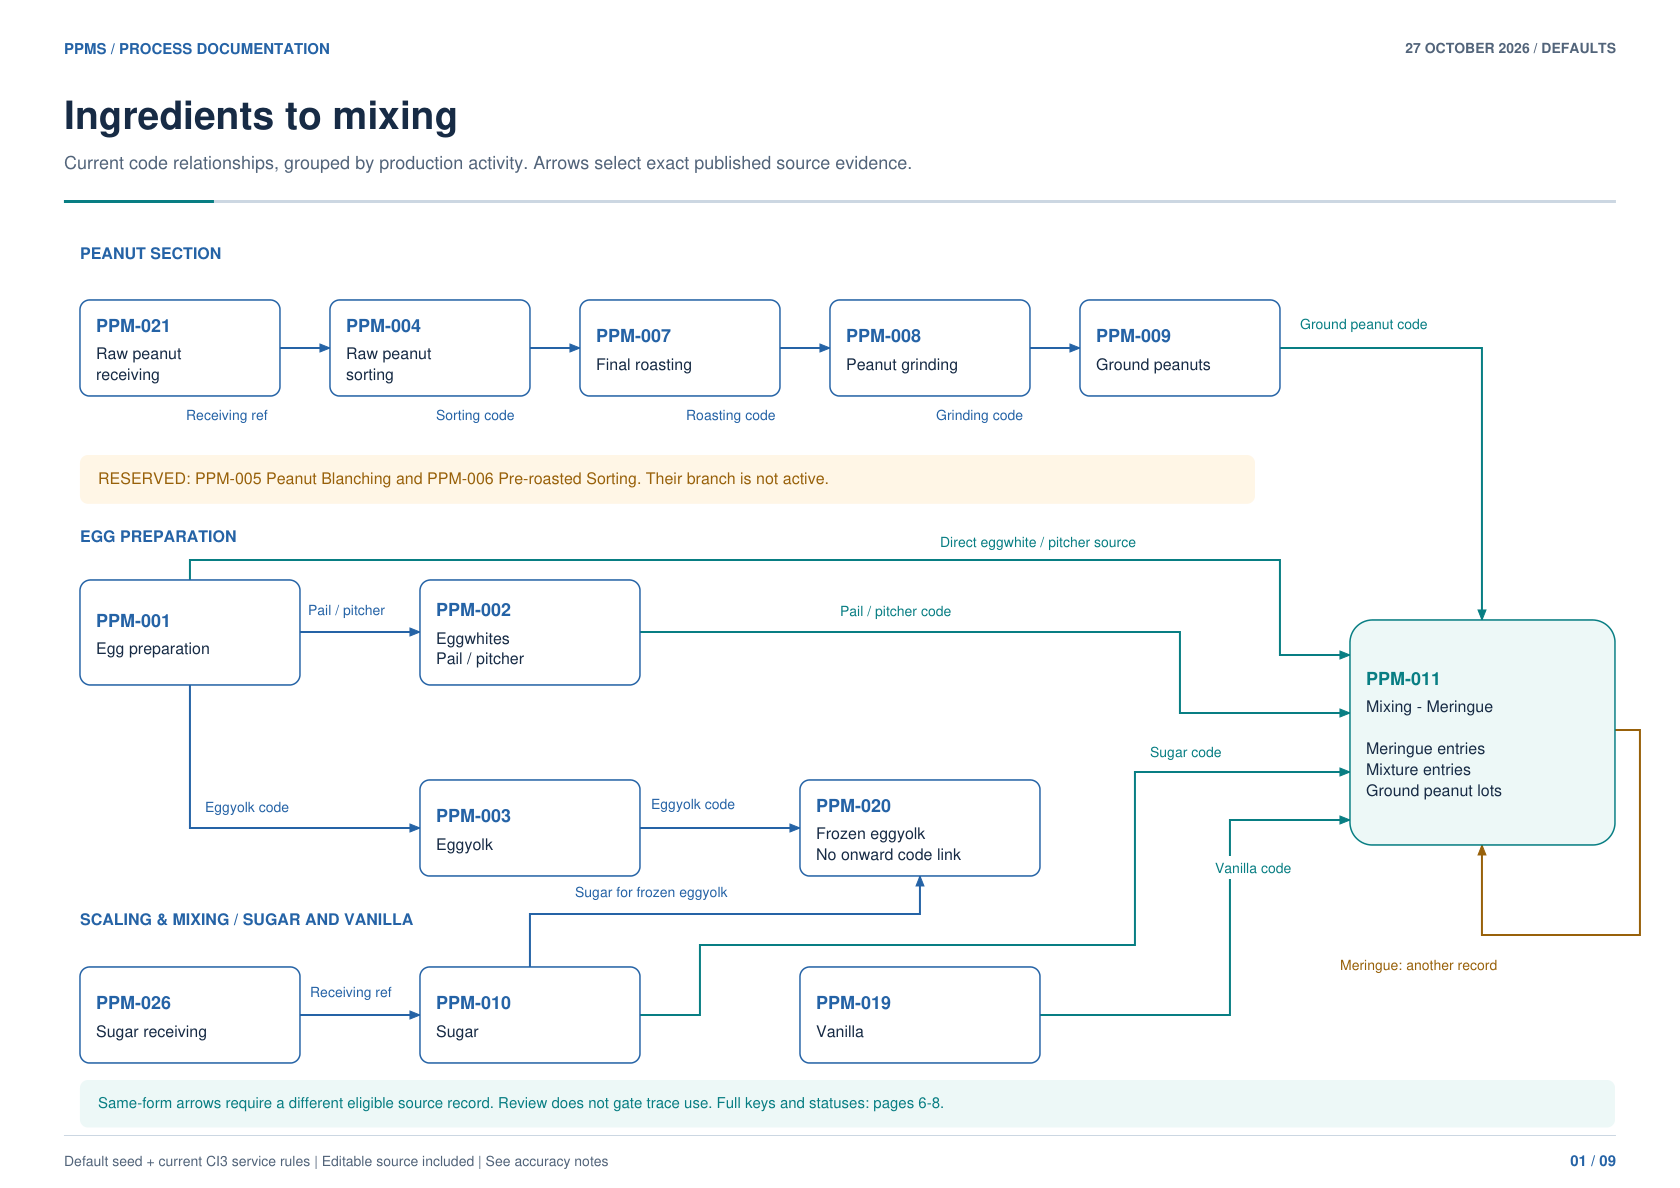 PPMS / PROCESS DOCUMENTATION
27 OCTOBER 2026 / DEFAULTS
Ingredients to mixing
Current code relationships, grouped by production activity. Arrows select exact published source evidence.
PEANUT SECTION
PPM-021
Raw peanut
receiving
PPM-004
Raw peanut
sorting
PPM-007
Final roasting
PPM-008
Peanut grinding
PPM-009
Ground peanuts
Ground peanut code
Receiving ref
Sorting code
Roasting code
Grinding code
RESERVED: PPM-005 Peanut Blanching and PPM-006 Pre-roasted Sorting. Their branch is not active.
EGG PREPARATION
Direct eggwhite / pitcher source
PPM-001
Egg preparation
Pail / pitcher
PPM-002
Eggwhites
Pail / pitcher
Pail / pitcher code
PPM-011
Mixing - Meringue
Meringue entries
Mixture entries
Ground peanut lots
Sugar code
Eggyolk code
PPM-003
Eggyolk
Eggyolk code
PPM-020
Frozen eggyolk
No onward code link
Vanilla code
Sugar for frozen eggyolk
SCALING & MIXING / SUGAR AND VANILLA
Meringue: another record
PPM-026
Sugar receiving
Receiving ref
PPM-010
Sugar
PPM-019
Vanilla
Same-form arrows require a different eligible source record. Review does not gate trace use. Full keys and statuses: pages 6-8.
Default seed + current CI3 service rules | Editable source included | See accuracy notes
01 / 09